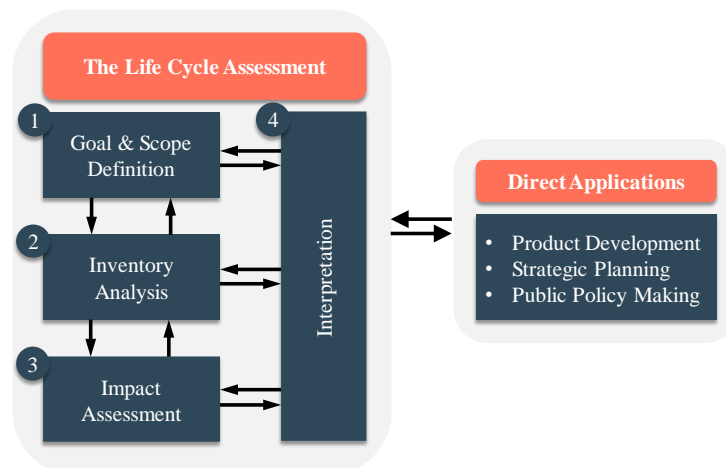 The Life Cycle Assessment
1
Goal & Scope
Definition
2
Inventory
Analysis
3
Impact
Assessment
4
Interpretation
Direct Applications
• Product Development
• Strategic Planning
• Public Policy Making